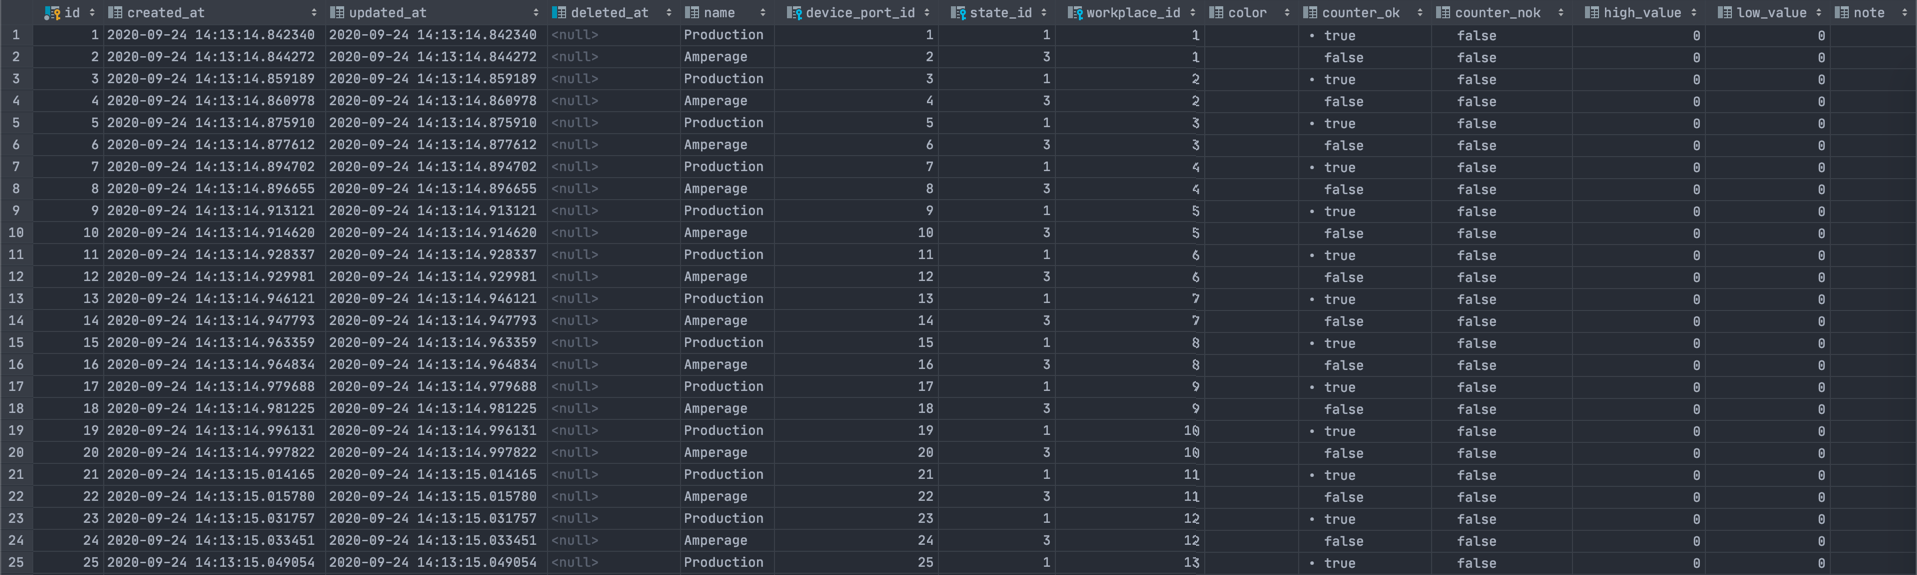 id created_at updated_at deleted_at name device_port_id state_id workplace_id color counter_ok counter_nok high_value low_value note
1 1 2020-09-24 14:13:14.842340 2020-09-24 14:13:14.842340 <null> Production 1 1 1 • true false 0 0
2 2 2020-09-24 14:13:14.844272 2020-09-24 14:13:14.844272 <null> Amperage 2 3 1 false false 0 0
3 3 2020-09-24 14:13:14.859189 2020-09-24 14:13:14.859189 <null> Production 3 1 2 • true false 0 0
4 4 2020-09-24 14:13:14.860978 2020-09-24 14:13:14.860978 <null> Amperage 4 3 2 false false 0 0
5 5 2020-09-24 14:13:14.875910 2020-09-24 14:13:14.875910 <null> Production 5 1 3 • true false 0 0
6 6 2020-09-24 14:13:14.877612 2020-09-24 14:13:14.877612 <null> Amperage 6 3 3 false false 0 0
7 7 2020-09-24 14:13:14.894702 2020-09-24 14:13:14.894702 <null> Production 7 1 4 • true false 0 0
8 8 2020-09-24 14:13:14.896655 2020-09-24 14:13:14.896655 <null> Amperage 8 3 4 false false 0 0
9 9 2020-09-24 14:13:14.913121 2020-09-24 14:13:14.913121 <null> Production 9 1 5 • true false 0 0
10 10 2020-09-24 14:13:14.914620 2020-09-24 14:13:14.914620 <null> Amperage 10 3 5 false false 0 0
11 11 2020-09-24 14:13:14.928337 2020-09-24 14:13:14.928337 <null> Production 11 1 6 • true false 0 0
12 12 2020-09-24 14:13:14.929981 2020-09-24 14:13:14.929981 <null> Amperage 12 3 6 false false 0 0
13 13 2020-09-24 14:13:14.946121 2020-09-24 14:13:14.946121 <null> Production 13 1 7 • true false 0 0
14 14 2020-09-24 14:13:14.947793 2020-09-24 14:13:14.947793 <null> Amperage 14 3 7 false false 0 0
15 15 2020-09-24 14:13:14.963359 2020-09-24 14:13:14.963359 <null> Production 15 1 8 • true false 0 0
16 16 2020-09-24 14:13:14.964834 2020-09-24 14:13:14.964834 <null> Amperage 16 3 8 false false 0 0
17 17 2020-09-24 14:13:14.979688 2020-09-24 14:13:14.979688 <null> Production 17 1 9 • true false 0 0
18 18 2020-09-24 14:13:14.981225 2020-09-24 14:13:14.981225 <null> Amperage 18 3 9 false false 0 0
19 19 2020-09-24 14:13:14.996131 2020-09-24 14:13:14.996131 <null> Production 19 1 10 • true false 0 0
20 20 2020-09-24 14:13:14.997822 2020-09-24 14:13:14.997822 <null> Amperage 20 3 10 false false 0 0
21 21 2020-09-24 14:13:15.014165 2020-09-24 14:13:15.014165 <null> Production 21 1 11 • true false 0 0
22 22 2020-09-24 14:13:15.015780 2020-09-24 14:13:15.015780 <null> Amperage 22 3 11 false false 0 0
23 23 2020-09-24 14:13:15.031757 2020-09-24 14:13:15.031757 <null> Production 23 1 12 • true false 0 0
24 24 2020-09-24 14:13:15.033451 2020-09-24 14:13:15.033451 <null> Amperage 24 3 12 false false 0 0
25 25 2020-09-24 14:13:15.049054 2020-09-24 14:13:15.049054 <null> Production 25 1 13 • true false 0 0